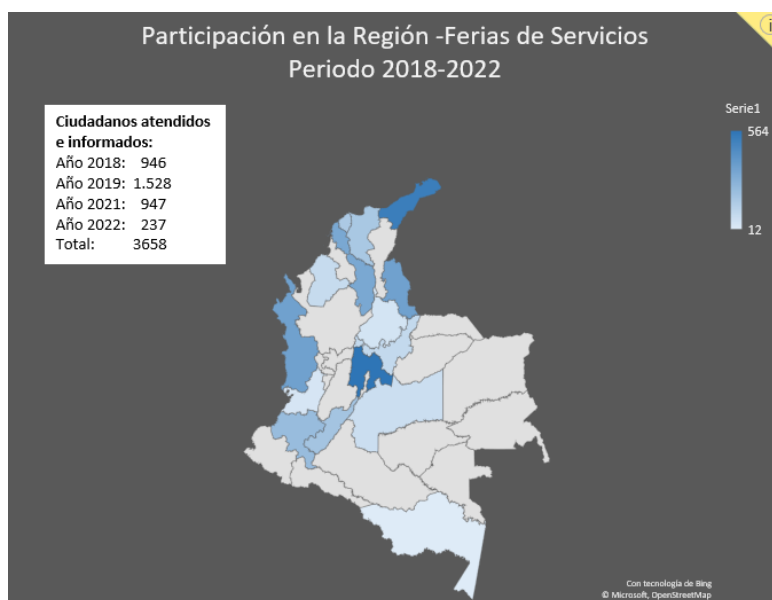 Participación en la Región -Ferias de Servicios
Periodo 2018-2022
i
Ciudadanos atendidos
e informados:
Año 2018: 946
Año 2019: 1.528
Año 2021: 947
Año 2022: 237
Total: 3658
Serie1
564
12
Con tecnología de Bing
© Microsoft, OpenStreetMap